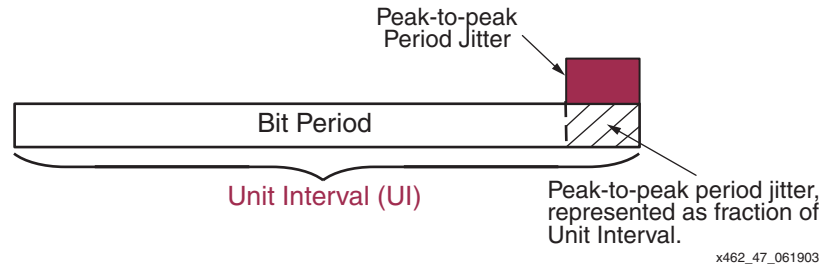 Peak-to-peak
Period Jitter
Bit Period
Unit Interval (UI)
Peak-to-peak period jitter,
represented as fraction of
Unit Interval.
x462_47_061903